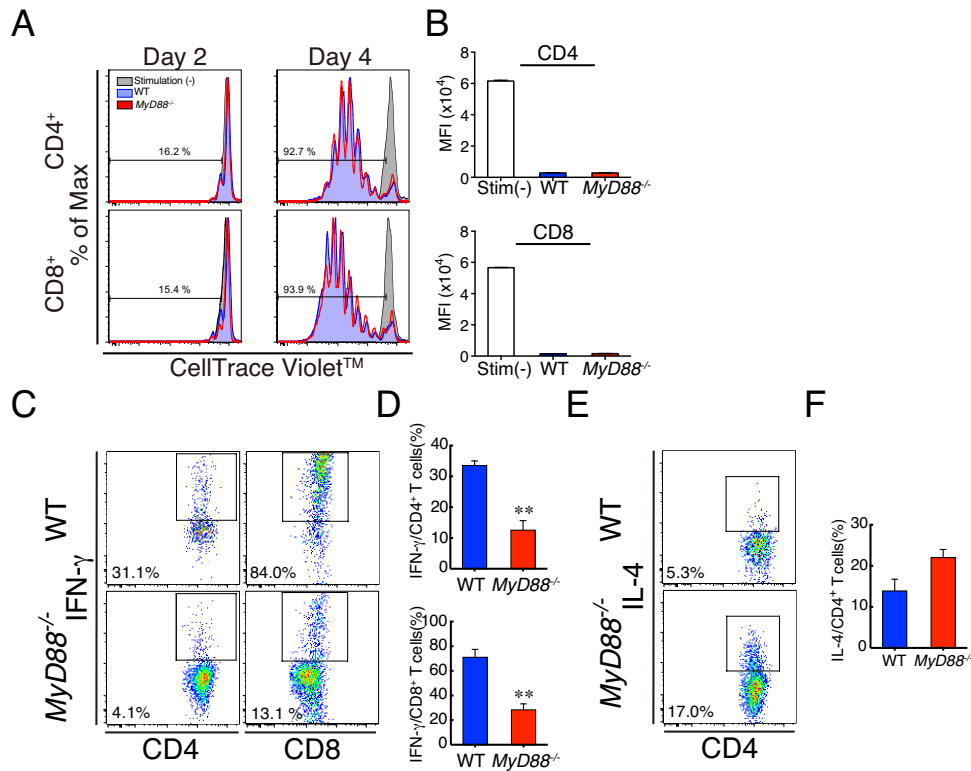 A
Day 2
Day 4
Stimulation (-)
WT
MyD88-/-
CD4+
CD8+
% of Max
16.2 %
92.7 %
15.4 %
93.9 %
CellTrace Violet™
B
CD4
MFI (x10⁴)
8
6
4
2
0
Stim(-) WT MyD88-/-
CD8
MFI (x10⁴)
8
6
4
2
0
Stim(-) WT MyD88-/-
C
WT
MyD88-/-
IFN-γ
31.1%
84.0%
4.1%
13.1 %
CD4
CD8
D
IFN-γ/CD4+ T cells(%)
40
30
20
10
0
**
WT MyD88-/-
IFN-γ/CD8+ T cells(%)
100
80
60
40
20
0
**
WT MyD88-/-
E
WT
MyD88-/-
IL-4
5.3%
17.0%
CD4
F
IL-4/CD4+ T cells(%)
30
20
10
0
WT MyD88-/-